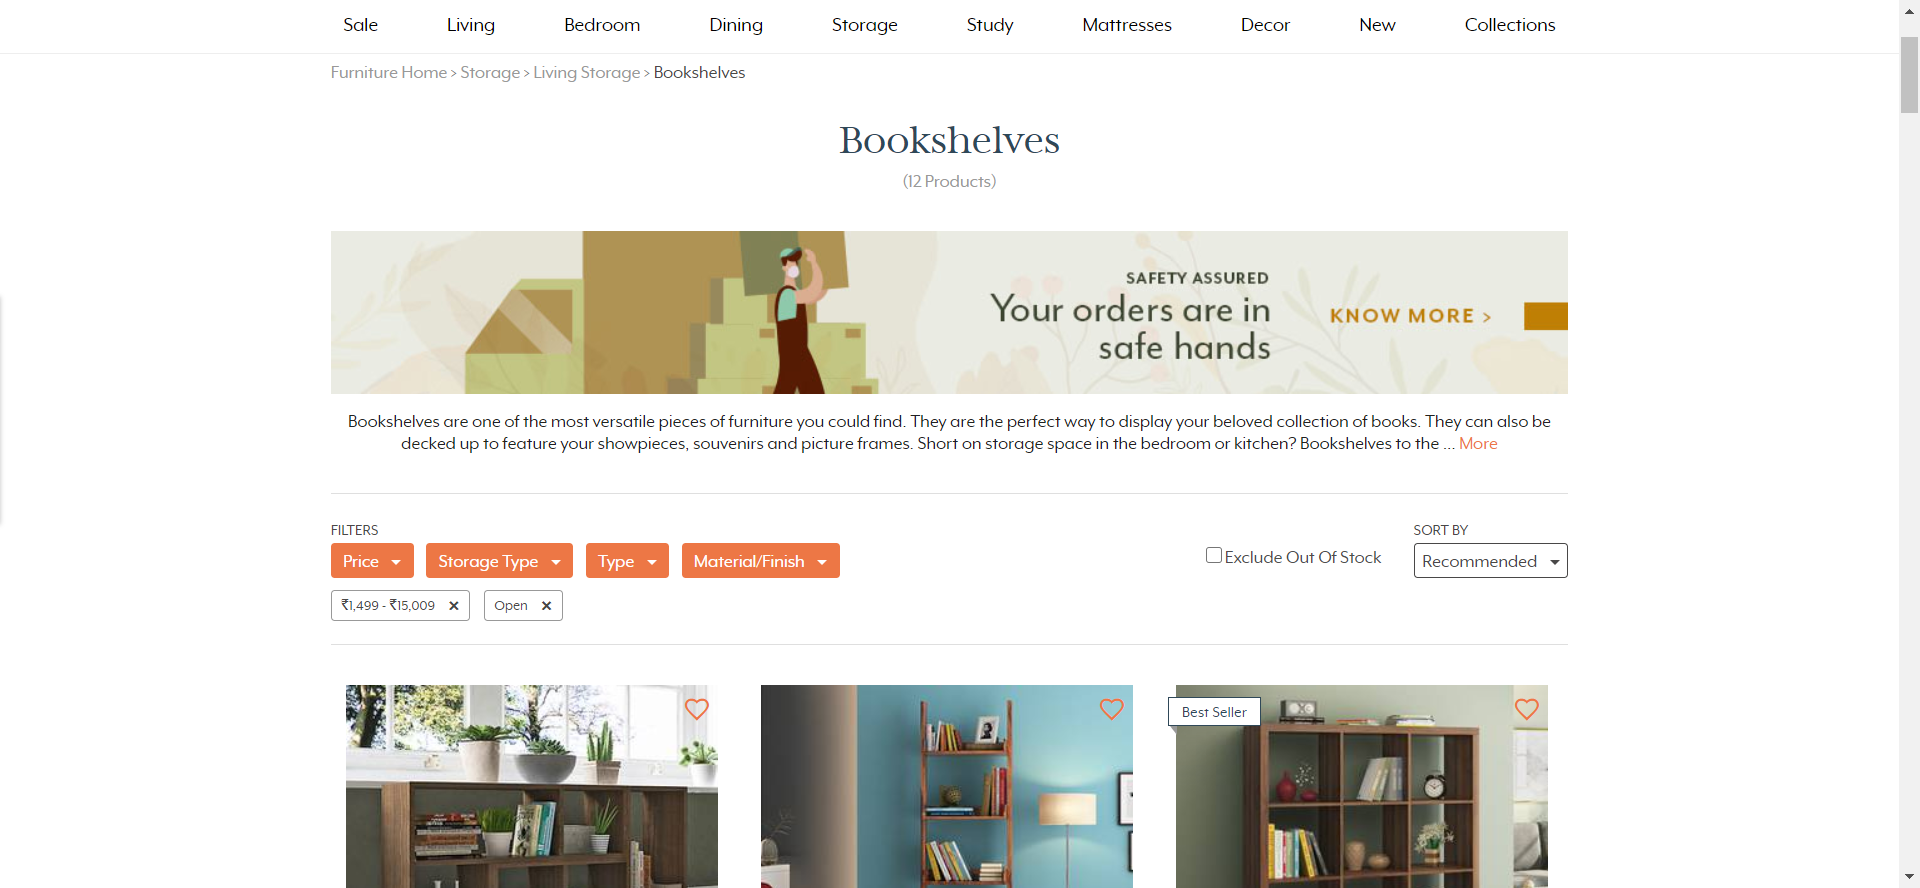 Sale Living Bedroom Dining Storage Study Mattresses Decor New Collections
Furniture Home > Storage > Living Storage > Bookshelves
Bookshelves
(12 Products)
SAFETY ASSURED
Your orders are in
safe hands
KNOW MORE >
Bookshelves are one of the most versatile pieces of furniture you could find. They are the perfect way to display your beloved collection of books. They can also be
decked up to feature your showpieces, souvenirs and picture frames. Short on storage space in the bedroom or kitchen? Bookshelves to the ... More
FILTERS
SORT BY
Price Storage Type Type Material/Finish
Exclude Out Of Stock
Recommended
₹1,499 - ₹15,009 ×
Open ×
Best Seller